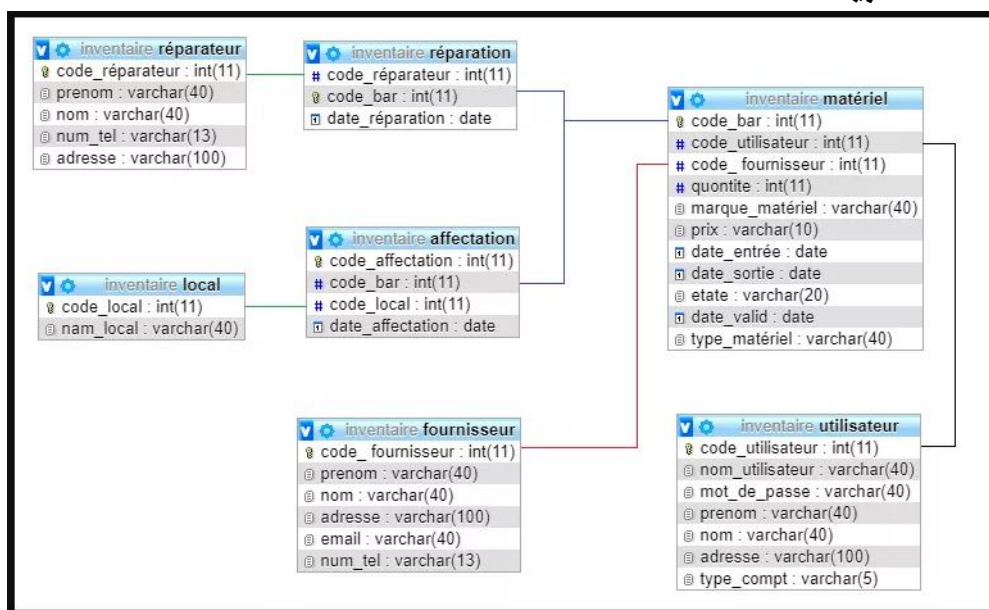 inventaire réparateur
code_réparateur : int(11)
prenom : varchar(40)
nom : varchar(40)
num_tel : varchar(13)
adresse : varchar(100)
inventaire réparation
# code_réparateur : int(11)
code_bar : int(11)
date_réparation : date
inventaire matériel
code_bar : int(11)
# code_utilisateur : int(11)
# code_ fournisseur : int(11)
# quontite : int(11)
marque_matériel : varchar(40)
prix : varchar(10)
date_entrée : date
date_sortie : date
etate : varchar(20)
date_valid : date
type_matériel : varchar(40)
inventaire affectation
code_affectation : int(11)
# code_bar : int(11)
# code_local : int(11)
date_affectation : date
inventaire local
code_local : int(11)
nam_local : varchar(40)
inventaire fournisseur
code_ fournisseur : int(11)
prenom : varchar(40)
nom : varchar(40)
adresse : varchar(100)
email : varchar(40)
num_tel : varchar(13)
inventaire utilisateur
code_utilisateur : int(11)
nom_utilisateur : varchar(40)
mot_de_passe : varchar(40)
prenom : varchar(40)
nom : varchar(40)
adresse : varchar(100)
type_compt : varchar(5)